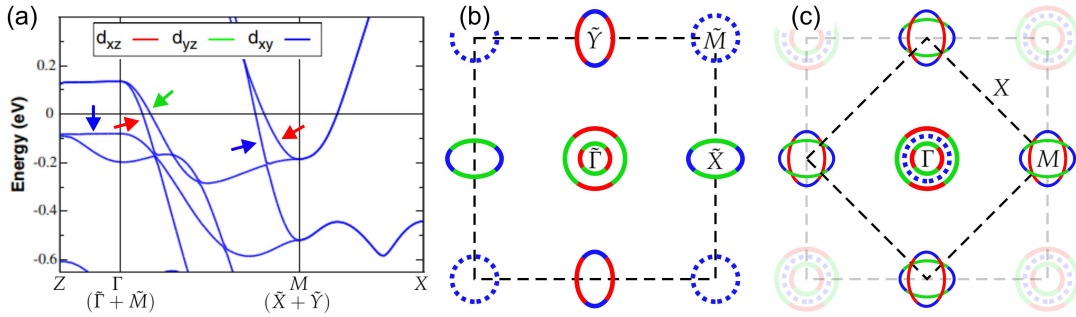 (a)
d_xz d_yz d_xy
Energy (eV)
0.2
0
-0.2
-0.4
-0.6
Z Γ M X
(Γ̃ + M̃) (X̃ + Ỹ)
(b)
Ỹ M̃
Γ̃ X̃
(c)
X
Γ M